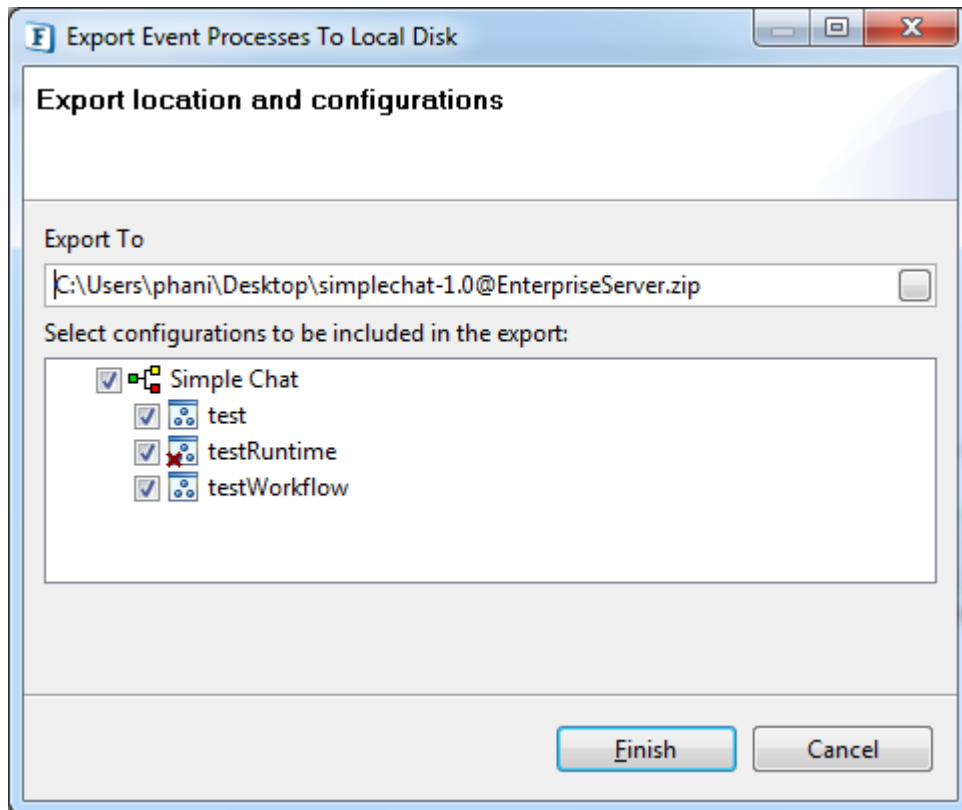 Export Event Processes To Local Disk
Export location and configurations
Export To
C:\Users\phani\Desktop\simplechat-1.0@EnterpriseServer.zip
Select configurations to be included in the export:
Simple Chat
test
testRuntime
testWorkflow
Finish Cancel